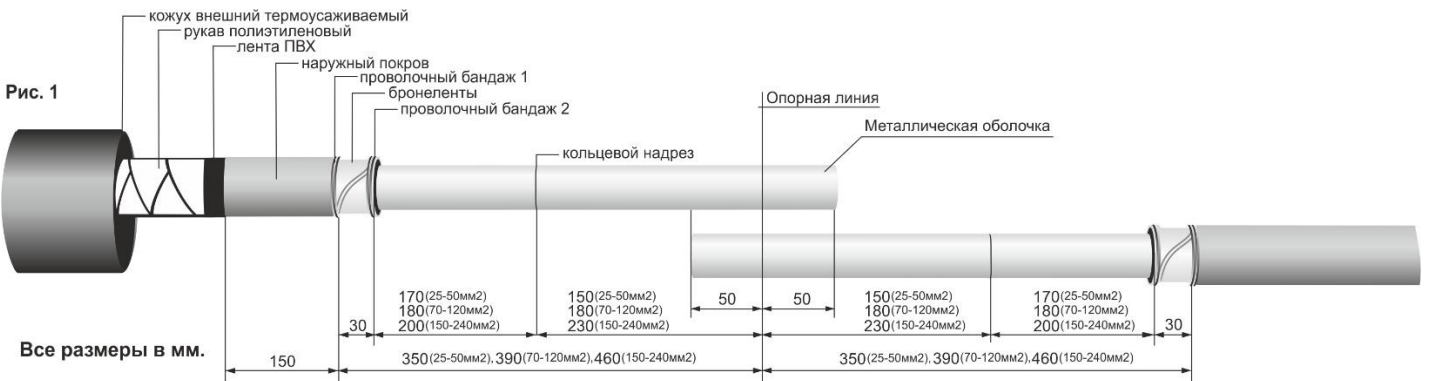 кожух внешний термоусаживаемый
рукав полиэтиленовый
лента ПВХ
наружный покров
проволочный бандаж 1
бронеленты
проволочный бандаж 2
Рис. 1
Опорная линия
Металлическая оболочка
кольцевой надрез
170(25-50мм2)
180(70-120мм2)
200(150-240мм2)
150(25-50мм2)
180(70-120мм2)
230(150-240мм2)
50
50
150(25-50мм2)
180(70-120мм2)
230(150-240мм2)
170(25-50мм2)
180(70-120мм2)
200(150-240мм2)
30
30
Все размеры в мм.
150
350(25-50мм2),390(70-120мм2),460(150-240мм2)
350(25-50мм2),390(70-120мм2),460(150-240мм2)